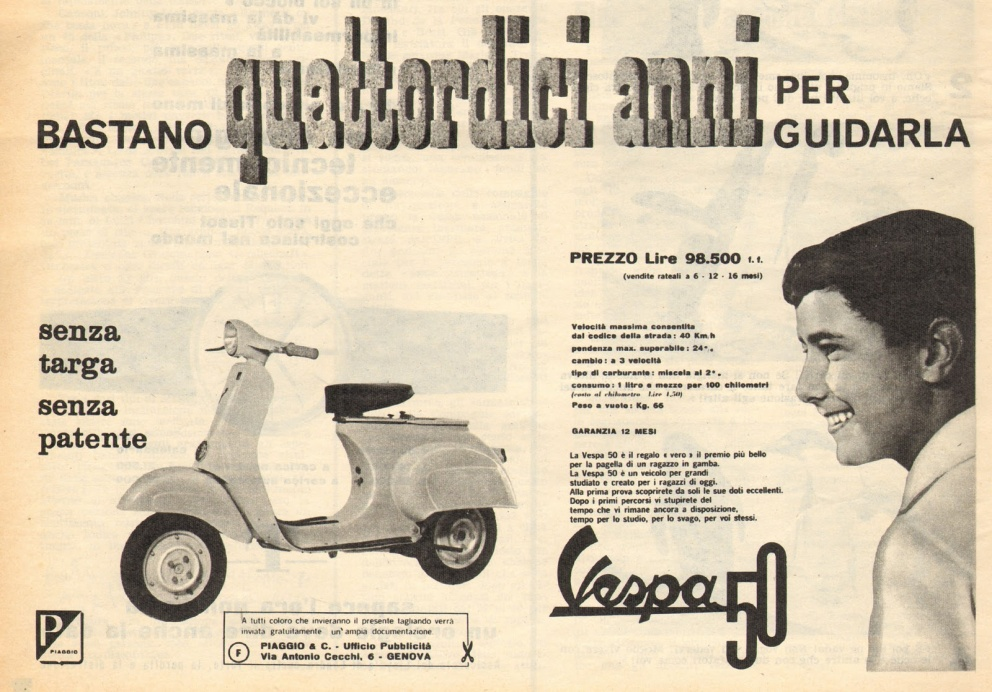 BASTANO quattordici anni PER GUIDARLA
senza
targa
senza
patente
PREZZO Lire 98.500 f.f.
(vendite rateali a 6 - 12 - 16 mesi)
Velocità massima consentita
dal codice della strada: 40 Km.h
pendenza max. superabile: 24°.
cambio: a 3 velocità
tipo di carburante: miscela al 2°.
consumo: 1 litro e mezzo per 100 chilometri
(costo al chilometro Lire 1,50)
Peso a vuoto: Kg. 66
GARANZIA 12 MESI
La Vespa 50 è il regalo « vero » il premio più bello
per la pagella di un ragazzo in gamba.
La Vespa 50 è un veicolo per grandi
studiato e creato per i ragazzi di oggi.
Alla prima prova scoprirete da soli le sue doti eccellenti.
Dopo i primi percorsi vi stupirete del
tempo che vi rimane ancora a disposizione,
tempo per lo studio, per lo svago, per voi stessi.
Vespa 50
P
PIAGGIO
A tutti coloro che invieranno il presente tagliando verrà
inviata gratuitamente un'ampia documentazione
F
PIAGGIO & C. - Ufficio Pubblicità
Via Antonio Cecchi, 6 - GENOVA